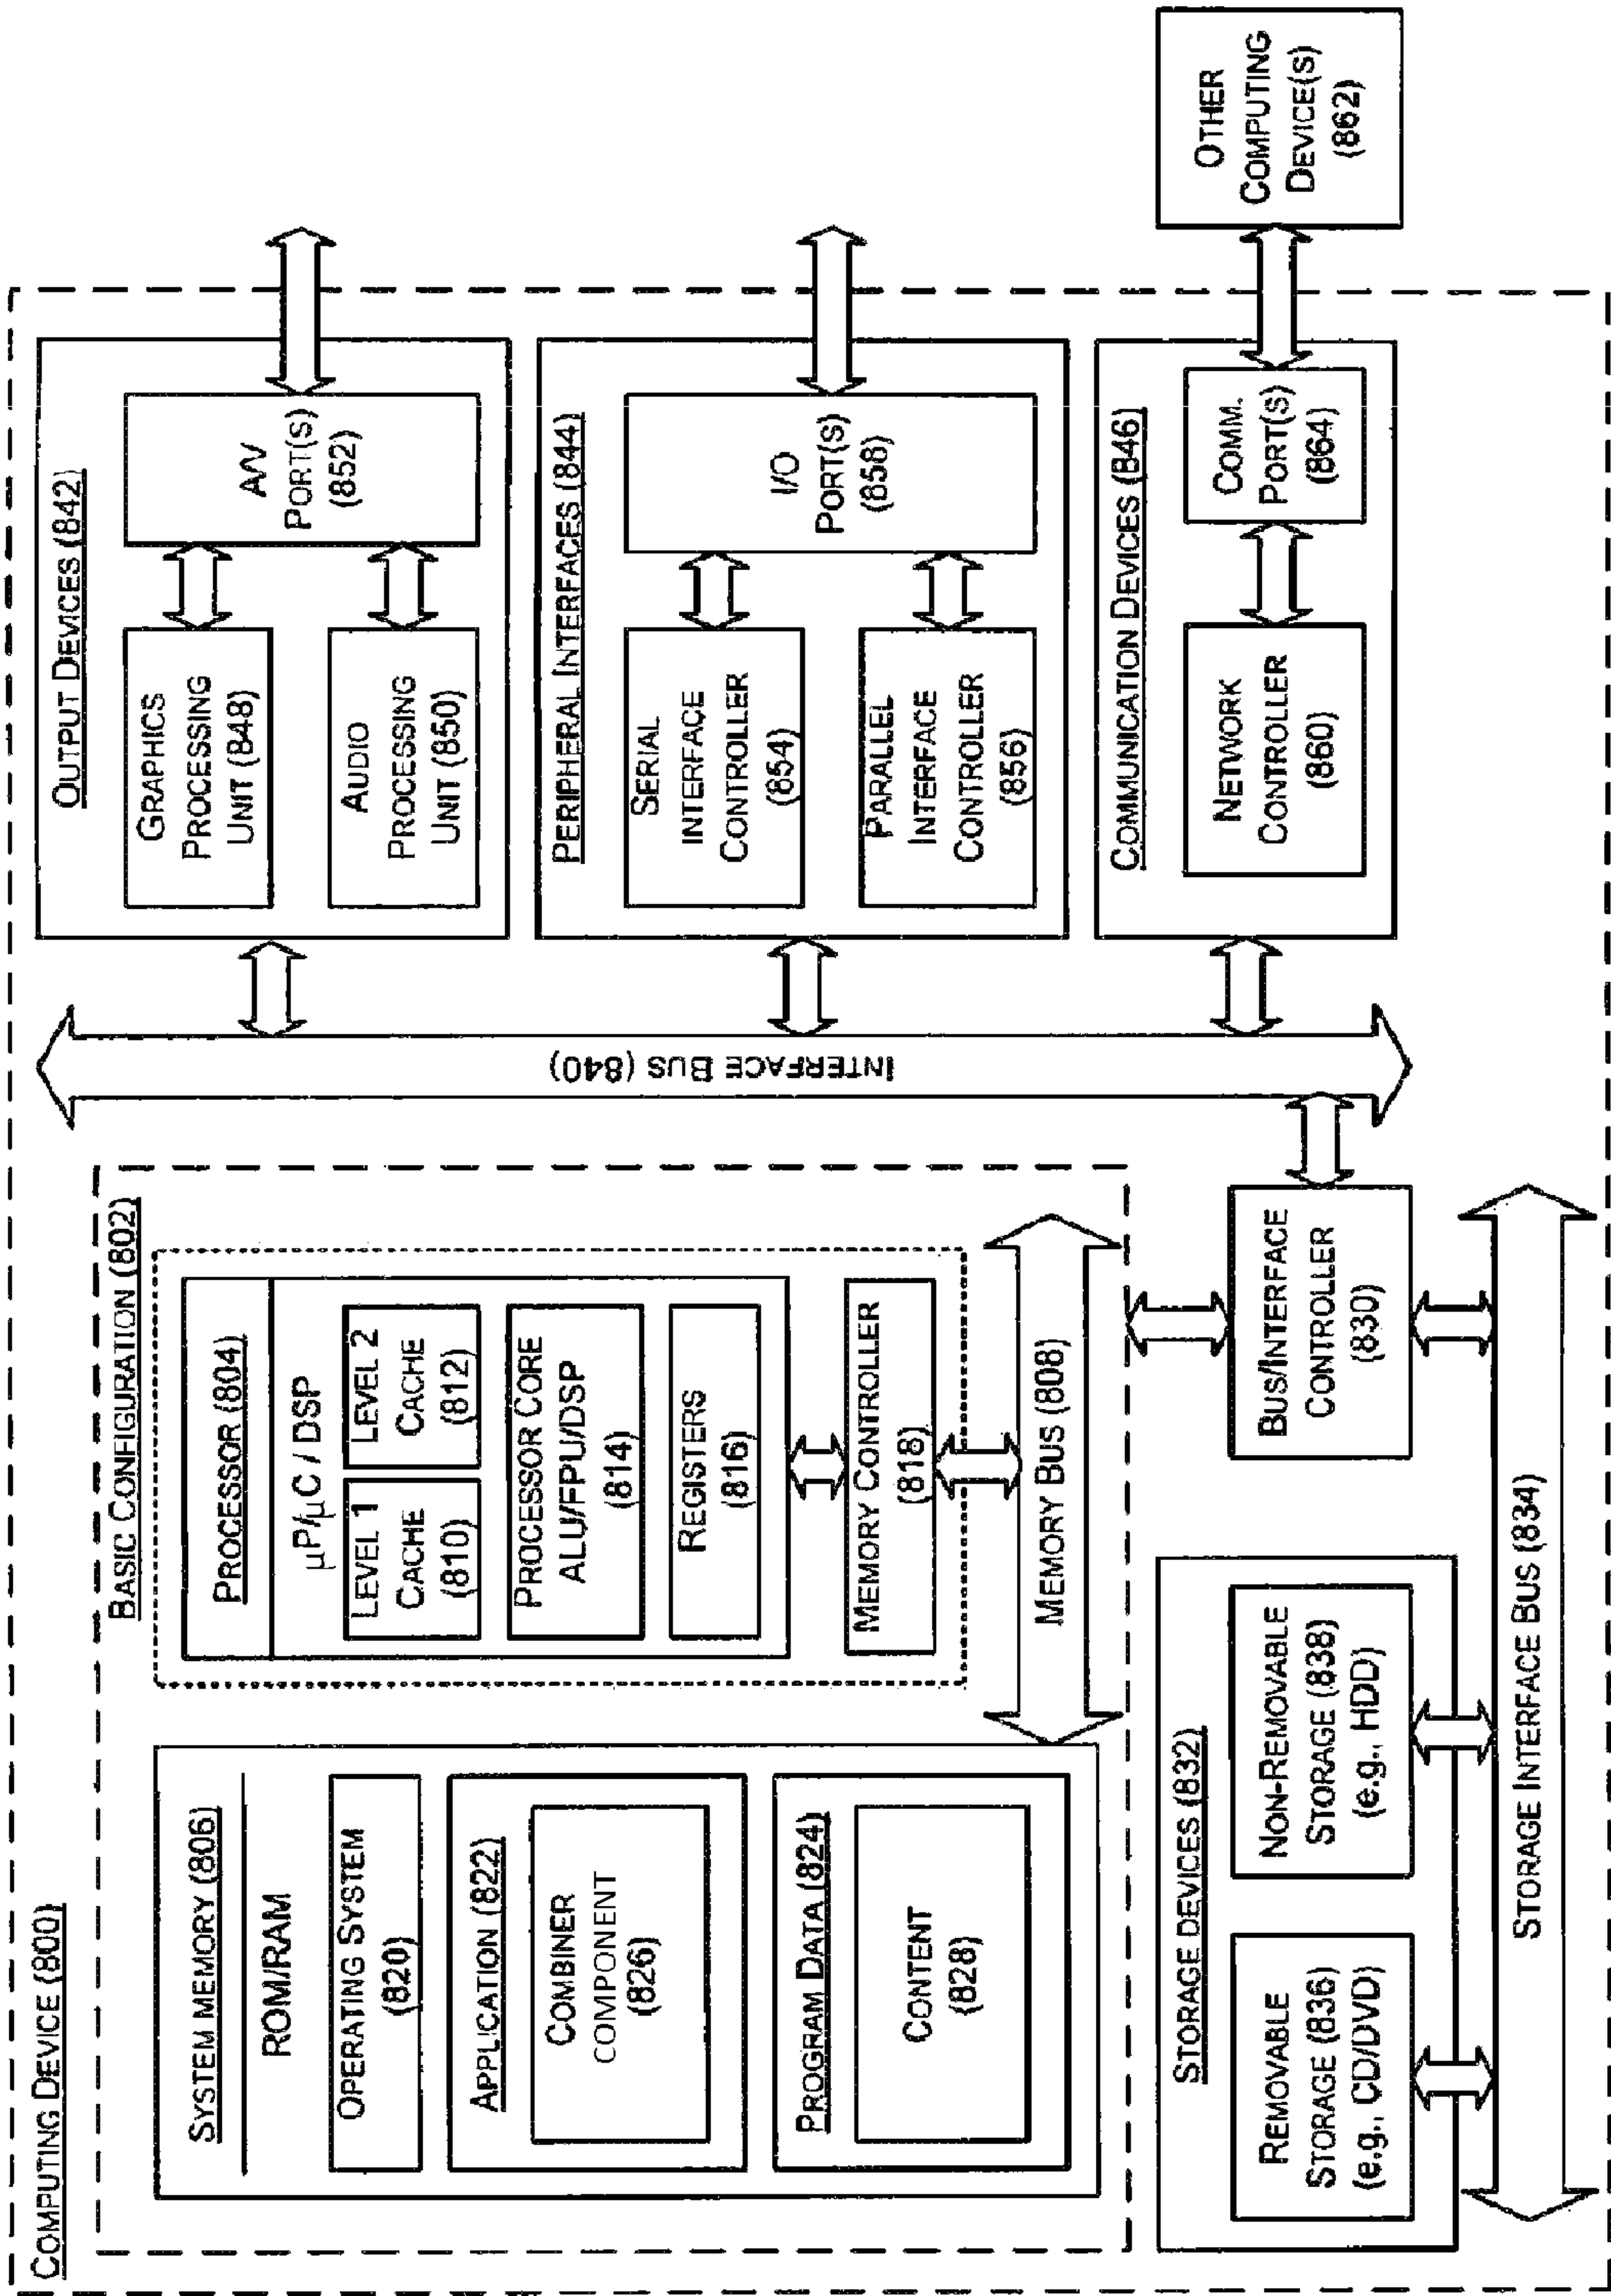 COMPUTING DEVICE (800)
BASIC CONFIGURATION (802)
SYSTEM MEMORY (806)
ROM/RAM
OPERATING SYSTEM
(820)
APPLICATION (822)
COMBINER
COMPONENT
(826)
PROGRAM DATA (824)
CONTENT
(828)
PROCESSOR (804)
µP/µC / DSP
LEVEL 1
CACHE
(810)
LEVEL 2
CACHE
(812)
PROCESSOR CORE
ALU/FPU/DSP
(814)
REGISTERS
(816)
MEMORY CONTROLLER
(818)
MEMORY BUS (808)
BUS/INTERFACE
CONTROLLER
(830)
STORAGE DEVICES (832)
REMOVABLE
STORAGE (836)
(e.g., CD/DVD)
NON-REMOVABLE
STORAGE (838)
(e.g., HDD)
STORAGE INTERFACE BUS (834)
INTERFACE BUS (840)
OUTPUT DEVICES (842)
GRAPHICS
PROCESSING
UNIT (848)
AUDIO
PROCESSING
UNIT (850)
A/V
PORT(S)
(852)
PERIPHERAL INTERFACES (844)
SERIAL
INTERFACE
CONTROLLER
(854)
PARALLEL
INTERFACE
CONTROLLER
(856)
I/O
PORT(S)
(858)
COMMUNICATION DEVICES (846)
NETWORK
CONTROLLER
(860)
COMM.
PORT(S)
(864)
OTHER
COMPUTING
DEVICE(S)
(862)